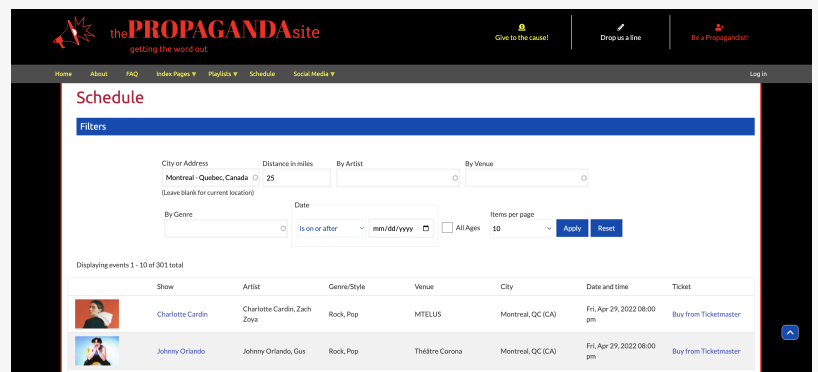 thePROPAGANDAsite
getting the word out
Give to the cause!
Drop us a line
Be a Propagandist!
Home About FAQ Index Pages ▼ Playlists ▼ Schedule Social Media ▼ Log in
Schedule
Filters
City or Address Distance in miles By Artist By Venue
Montreal - Quebec, Canada 25
(Leave blank for current location)
By Genre Date Items per page
Is on or after mm/dd/yyyy All Ages 10 Apply Reset
Displaying events 1 - 10 of 301 total
Show Artist Genre/Style Venue City Date and time Ticket
Charlotte Cardin Charlotte Cardin, Zach Zoya Rock, Pop MTELUS Montreal, QC (CA) Fri, Apr 29, 2022 08:00 pm Buy from Ticketmaster
Johnny Orlando Johnny Orlando, Gus Rock, Pop Théâtre Corona Montreal, QC (CA) Fri, Apr 29, 2022 08:00 pm Buy from Ticketmaster